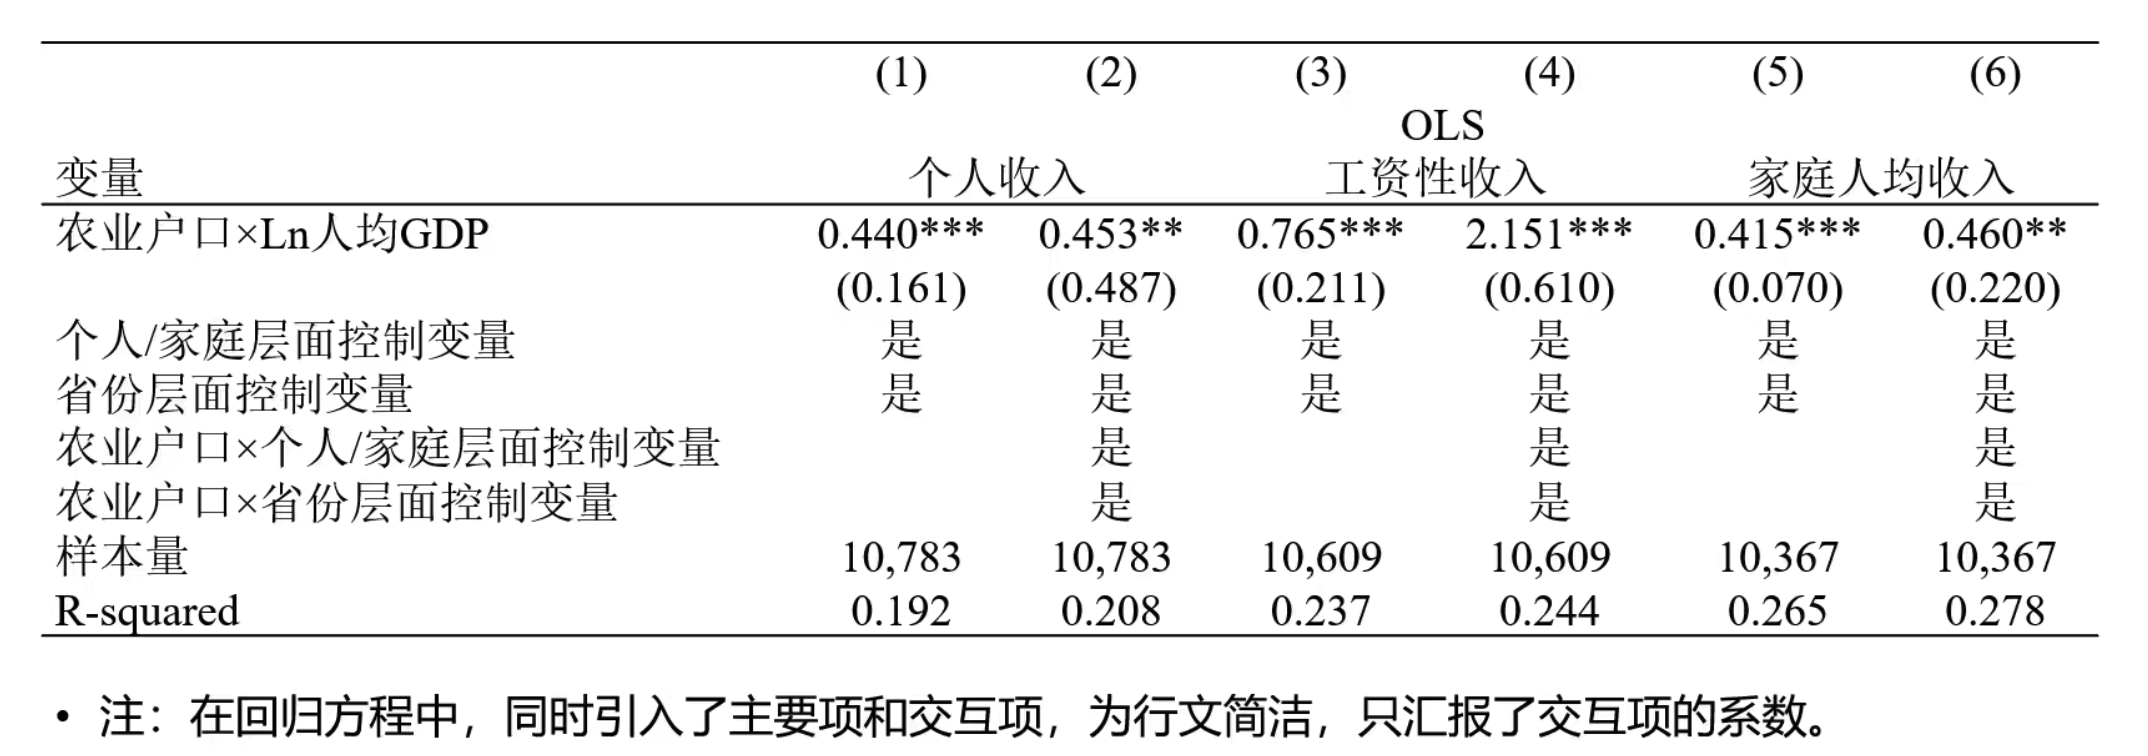 (1) (2) (3) (4) (5) (6)
OLS
变量 个人收入 工资性收入 家庭人均收入
农业户口×Ln人均GDP 0.440*** 0.453** 0.765*** 2.151*** 0.415*** 0.460**
(0.161) (0.487) (0.211) (0.610) (0.070) (0.220)
个人/家庭层面控制变量 是 是 是 是 是 是
省份层面控制变量 是 是 是 是 是 是
农业户口×个人/家庭层面控制变量 是 是 是
农业户口×省份层面控制变量 是 是 是
样本量 10,783 10,783 10,609 10,609 10,367 10,367
R-squared 0.192 0.208 0.237 0.244 0.265 0.278
• 注：在回归方程中，同时引入了主要项和交互项，为行文简洁，只汇报了交互项的系数。